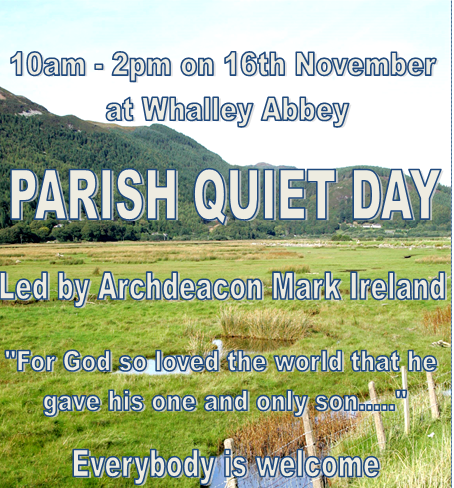 10am - 2pm on 16th November
at Whalley Abbey
PARISH QUIET DAY
Led by Archdeacon Mark Ireland
"For God so loved the world that he
gave his one and only son....."
Everybody is welcome